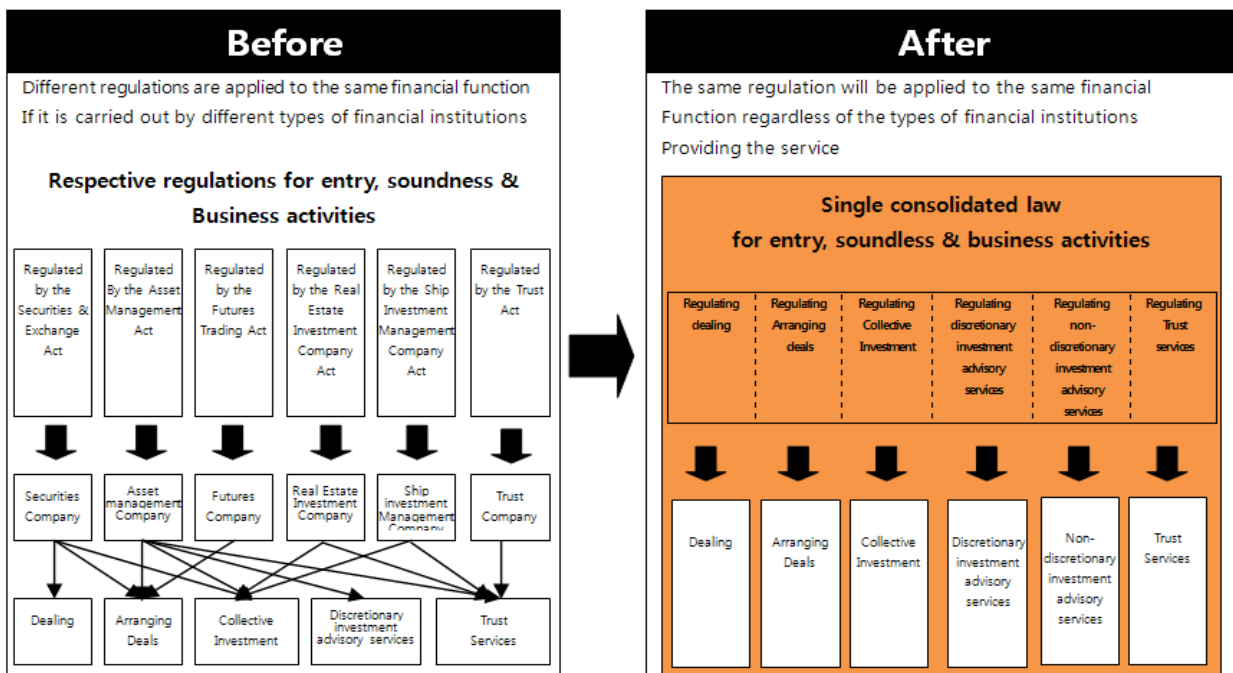 Before
Different regulations are applied to the same financial function
If it is carried out by different types of financial institutions
Respective regulations for entry, soundness &
Business activities
Regulated
by the
Securities &
Exchange
Act
Regulated
By the Asset
Management
Act
Regulated
by the
Futures
Trading Act
Regulated
by the Real
Estate
Investment
Company
Act
Regulated
by the Ship
Investment
Management
Company
Act
Regulated
by the Trust
Act
Securities
Company
Asset
management
Company
Futures
Company
Real Estate
Investment
Company
Ship
investment
Management
Company
Trust
Company
Dealing
Arranging
Deals
Collective
Investment
Discretionary
investment
advisory services
Trust
Services
After
The same regulation will be applied to the same financial
Function regardless of the types of financial institutions
Providing the service
Single consolidated law
for entry, soundless & business activities
Regulating
dealing
Regulating
Arranging
deals
Regulating
Collective
Investment
Regulating
discretionary
investment
advisory
services
Regulating
non-
discretionary
investment
advisory
services
Regulating
Trust
services
Dealing
Arranging
Deals
Collective
Investment
Discretionary
investment
advisory
services
Non-
discretionary
investment
advisory
services
Trust
Services